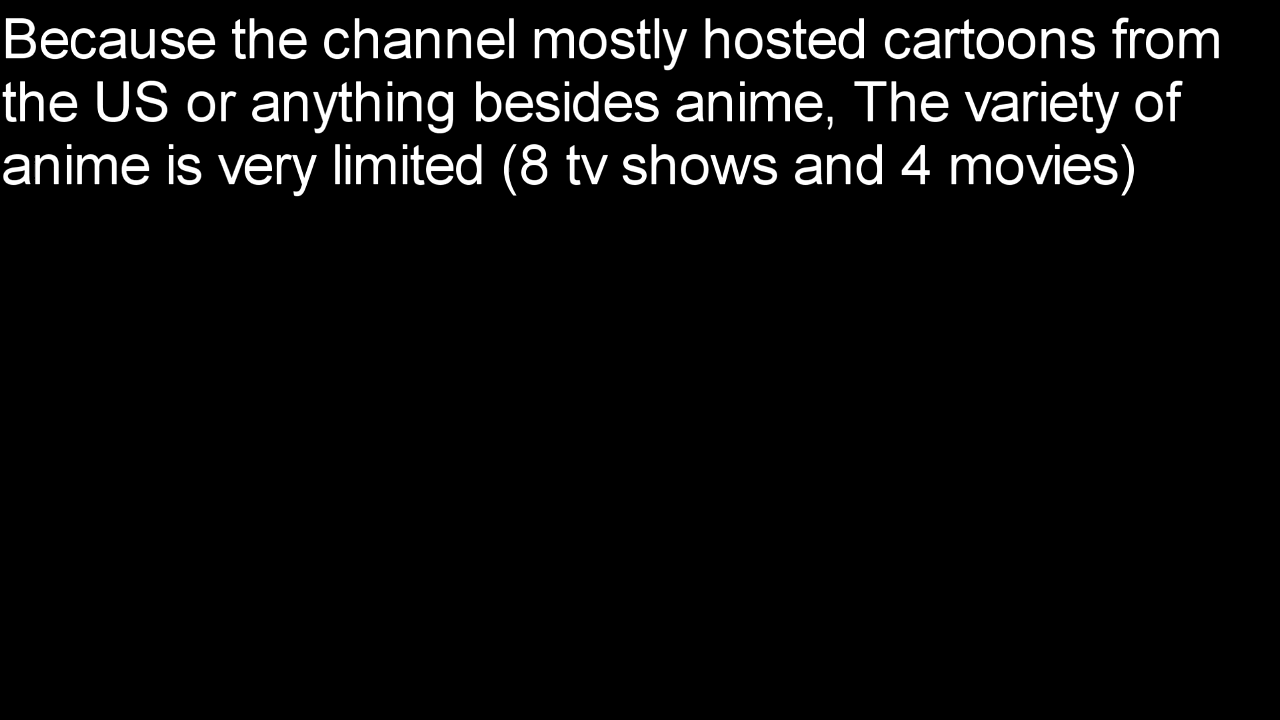 Because the channel mostly hosted cartoons from
the US or anything besides anime, The variety of
anime is very limited (8 tv shows and 4 movies)